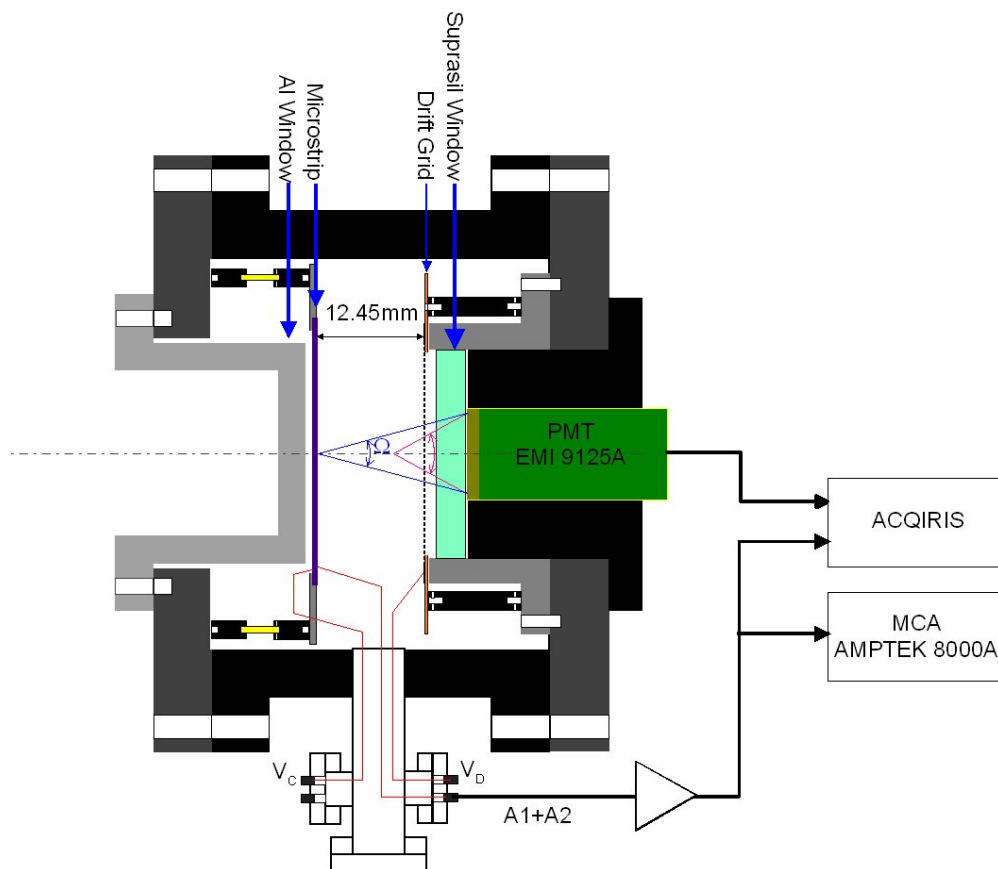 Al Window
Microstrip
Drift Grid
Suprasil Window
12.45mm
Ω
PMT
EMI 9125A
ACQIRIS
MCA
AMPTEK 8000A
VC
VD
A1+A2